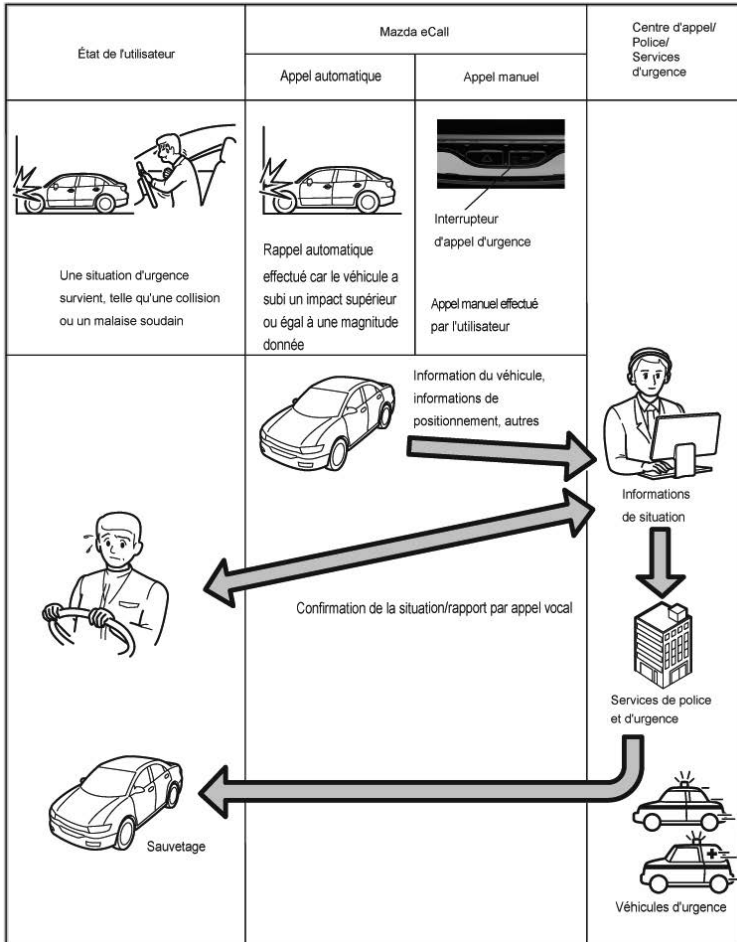 État de l'utilisateur
Mazda eCall
Appel automatique
Appel manuel
Centre d'appel/
Police/
Services
d'urgence
Une situation d'urgence
survient, telle qu'une collision
ou un malaise soudain
Rappel automatique
effectué car le véhicule a
subi un impact supérieur
ou égal à une magnitude
donnée
Interrupteur
d'appel d'urgence
Appel manuel effectué
par l'utilisateur
Information du véhicule,
informations de
positionnement, autres
Informations
de situation
Confirmation de la situation/rapport par appel vocal
Services de police
et d'urgence
Sauvetage
Véhicules d'urgence